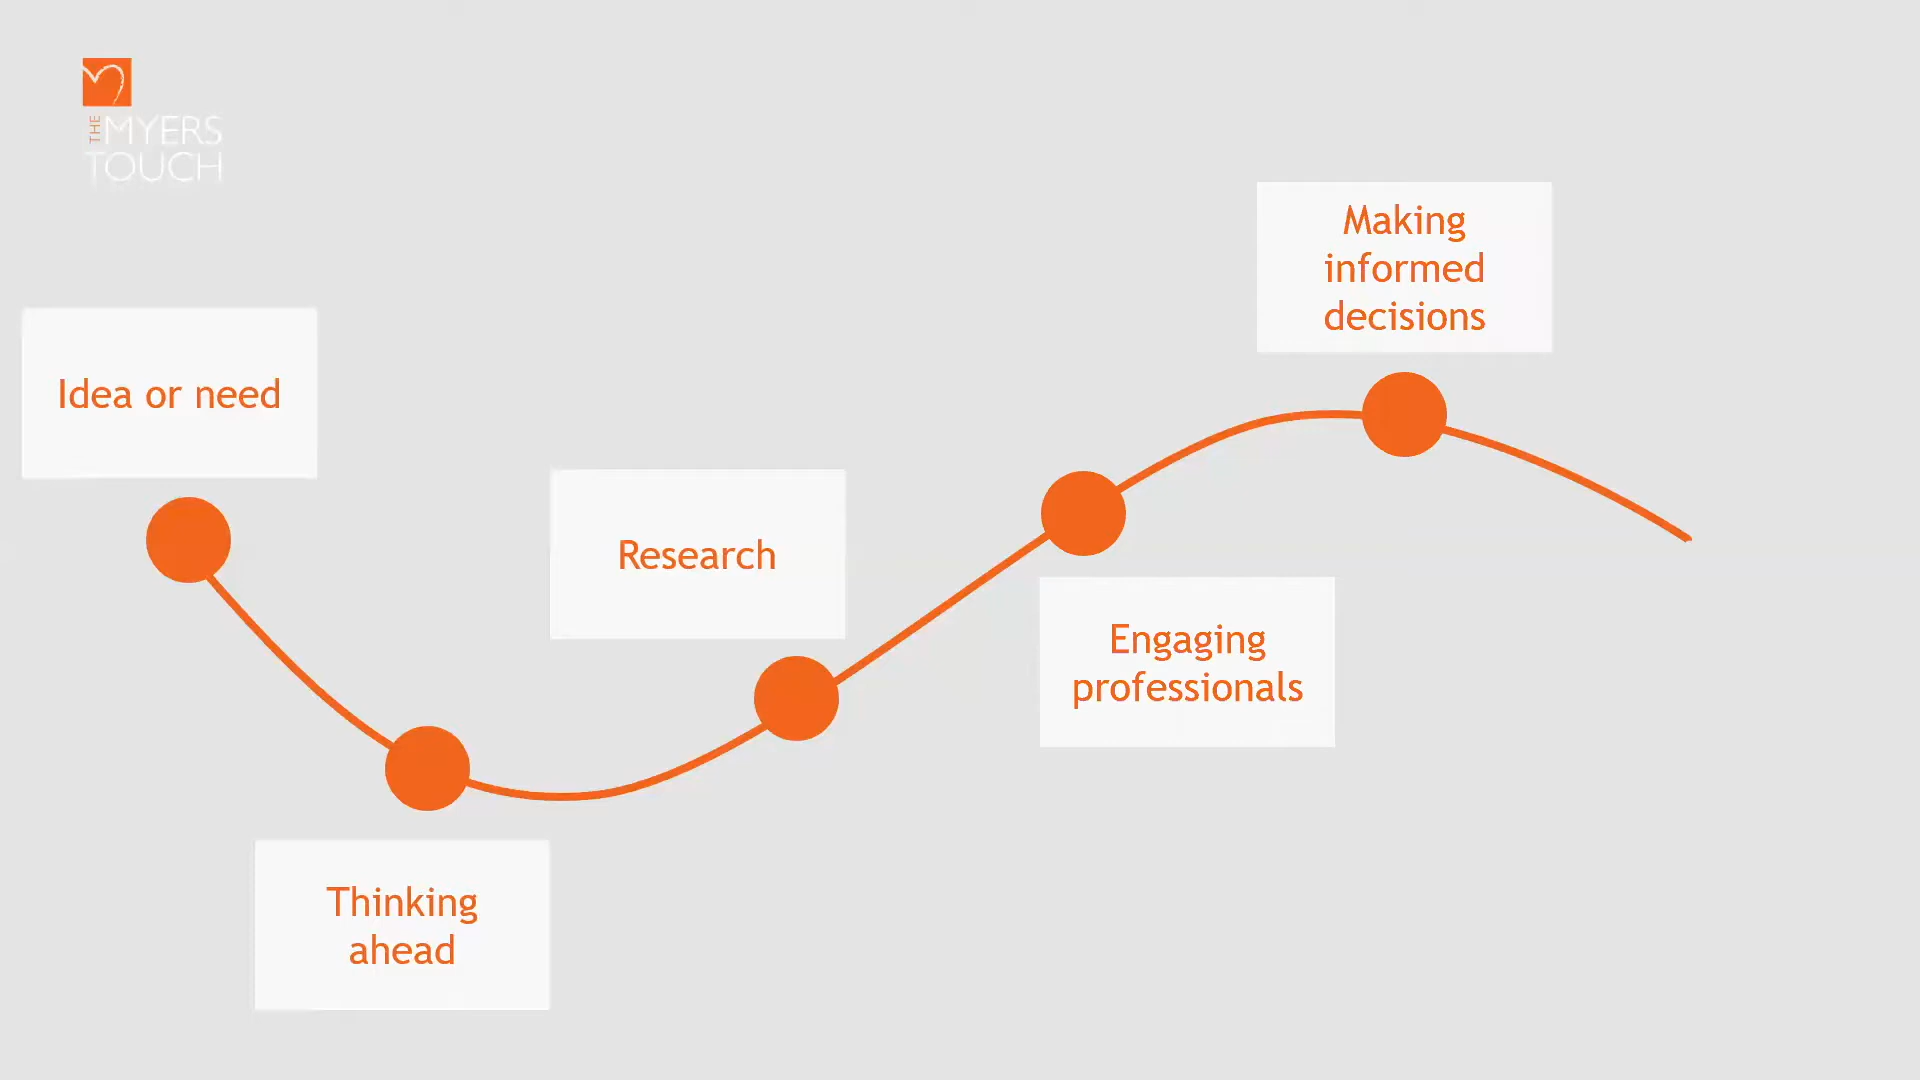 THE MYERS
TOUCH
Idea or need
Thinking
ahead
Research
Engaging
professionals
Making
informed
decisions